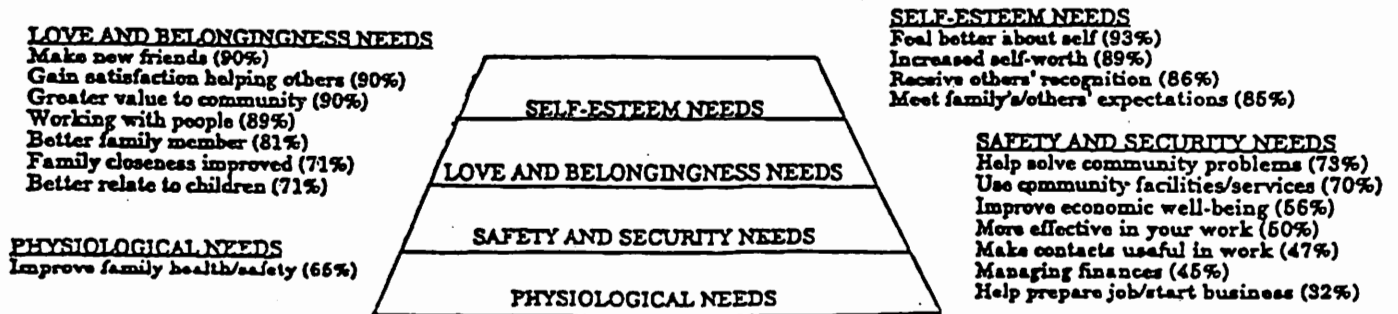 LOVE AND BELONGINGNESS NEEDS
Make new friends (90%)
Gain satisfaction helping others (90%)
Greater value to community (90%)
Working with people (89%)
Better family member (81%)
Family closeness improved (71%)
Better relate to children (71%)
PHYSIOLOGICAL NEEDS
Improve family health/safety (65%)
SELF-ESTEEM NEEDS
LOVE AND BELONGINGNESS NEEDS
SAFETY AND SECURITY NEEDS
PHYSIOLOGICAL NEEDS
SELF-ESTEEM NEEDS
Feel better about self (93%)
Increased self-worth (89%)
Receive others' recognition (86%)
Meet family's/others' expectations (85%)
SAFETY AND SECURITY NEEDS
Help solve community problems (73%)
Use community facilities/services (70%)
Improve economic well-being (56%)
More effective in your work (50%)
Make contacts useful in work (47%)
Managing finances (45%)
Help prepare job/start business (32%)